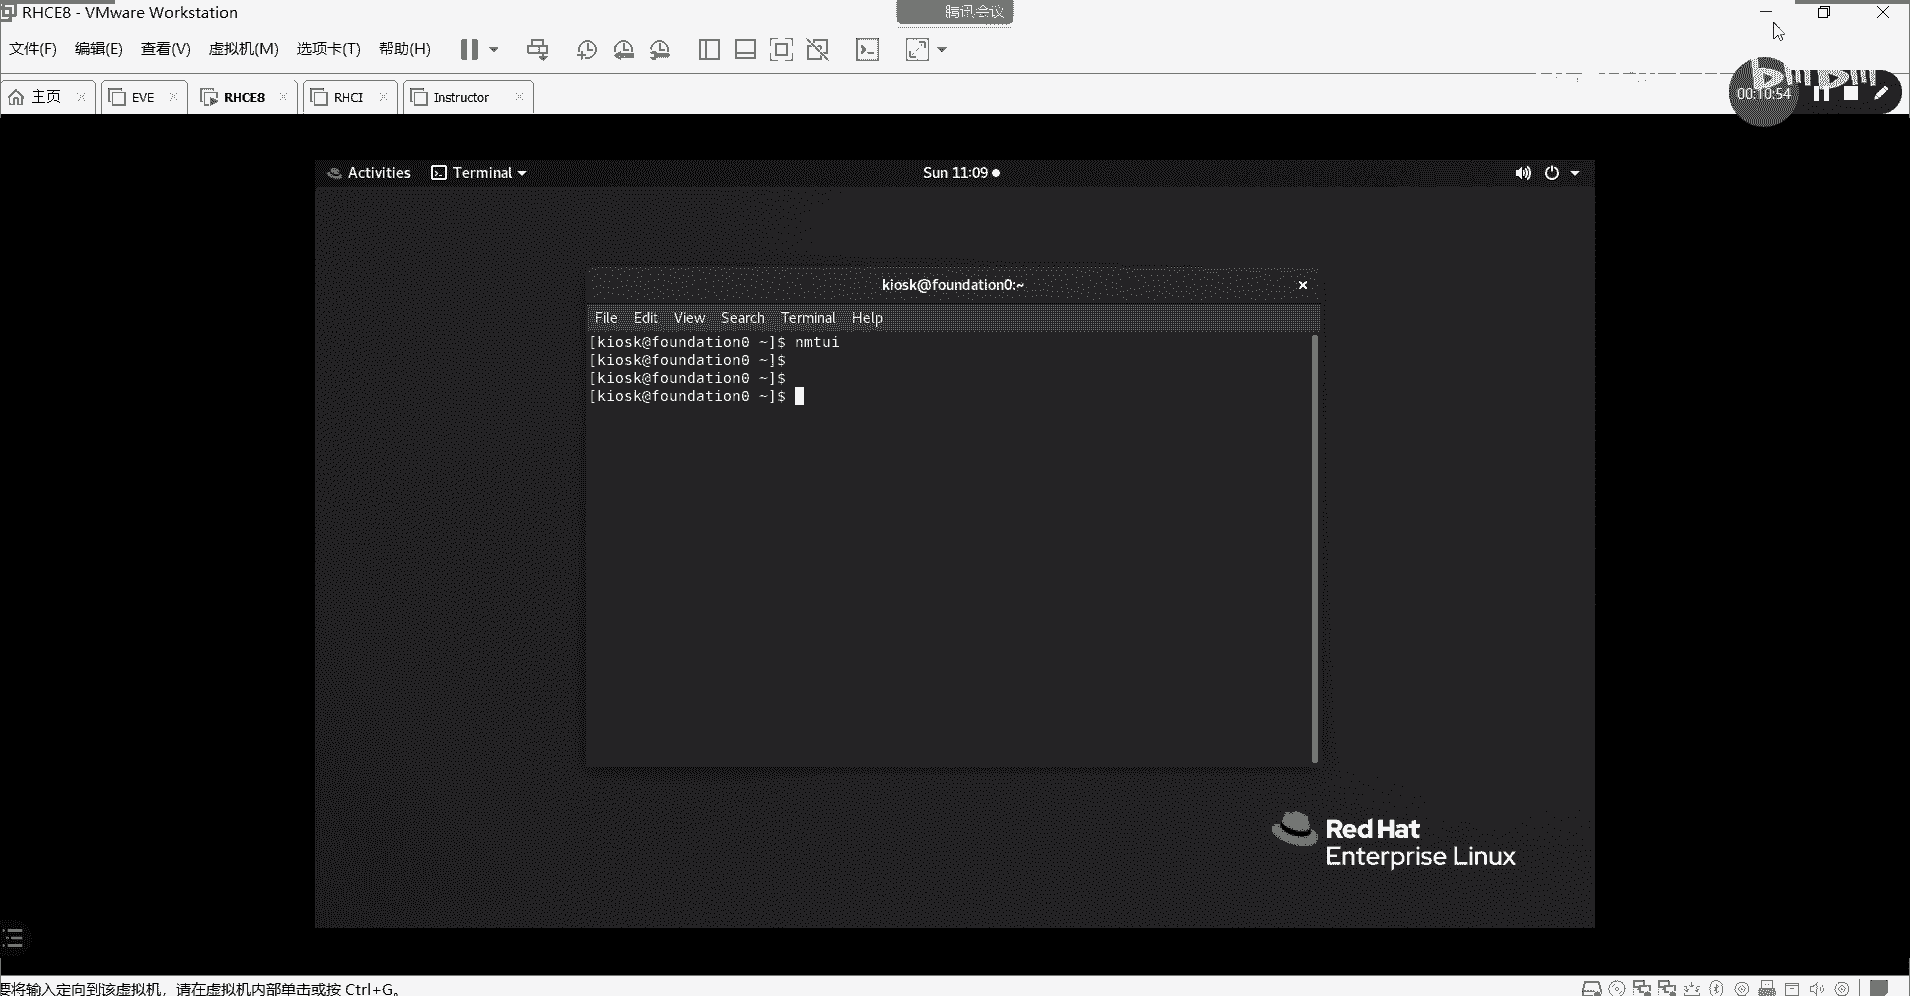 RHCE8 - VMware Workstation
腾讯会议
文件(F) 编辑(E) 查看(V) 虚拟机(M) 选项卡(T) 帮助(H)
主页 EVE RHCE8 RHCI Instructor
00:10:54
Activities Terminal Sun 11:09
kiosk@foundation0:~
File Edit View Search Terminal Help
[kiosk@foundation0 ~]$ nmtui
[kiosk@foundation0 ~]$
[kiosk@foundation0 ~]$
[kiosk@foundation0 ~]$
Red Hat
Enterprise Linux
要将输入定向到该虚拟机，请在虚拟机内部单击或按 Ctrl+G。